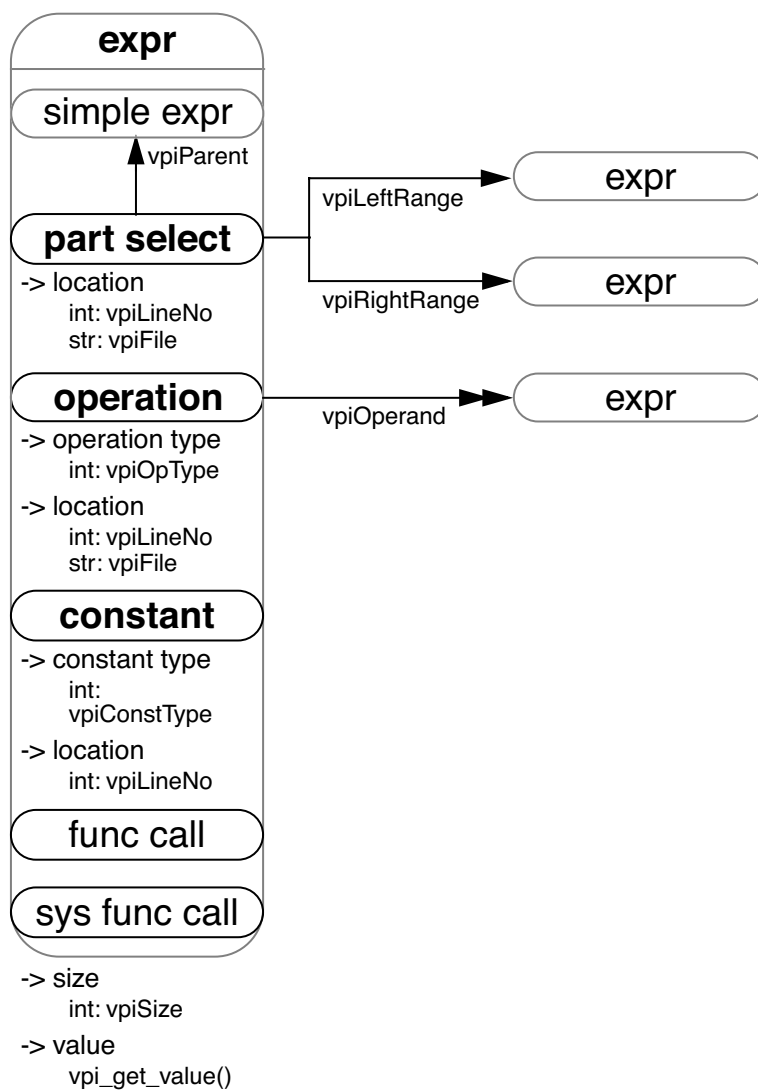 expr
simple expr
vpiParent
vpiLeftRange
expr
part select
vpiRightRange
expr
-> location
int: vpiLineNo
str: vpiFile
operation
vpiOperand
expr
-> operation type
int: vpiOpType
-> location
int: vpiLineNo
str: vpiFile
constant
-> constant type
int:
vpiConstType
-> location
int: vpiLineNo
func call
sys func call
-> size
int: vpiSize
-> value
vpi_get_value()